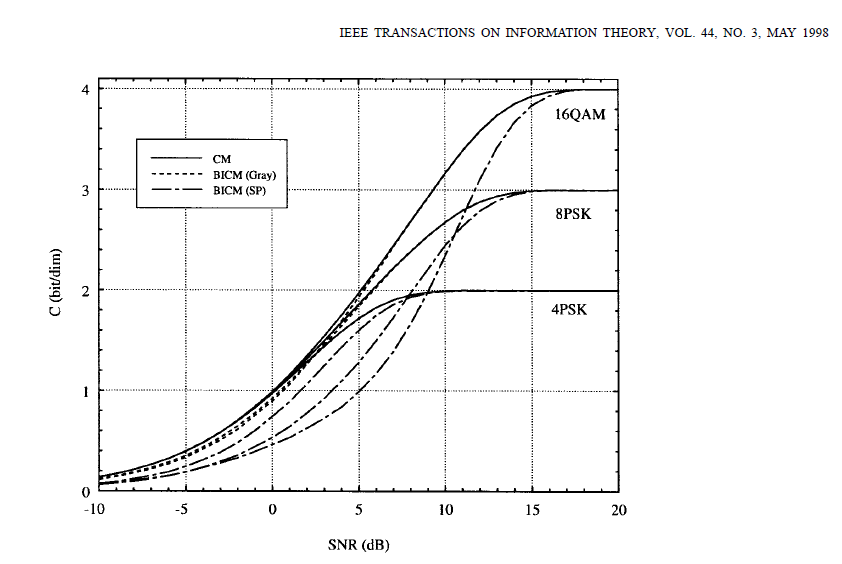 IEEE TRANSACTIONS ON INFORMATION THEORY, VOL. 44, NO. 3, MAY 1998
4
16QAM
CM
BICM (Gray)
BICM (SP)
3
8PSK
C (bit/dim)
2
4PSK
1
0
-10 -5 0 5 10 15 20
SNR (dB)